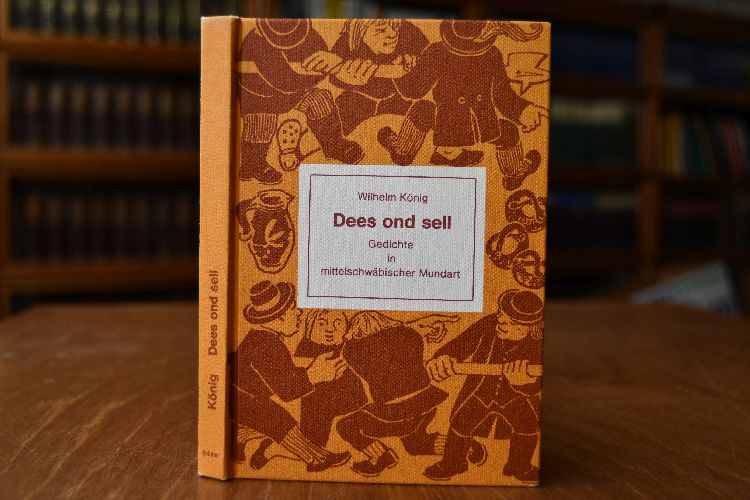 Wilhelm König
Dees ond sell
Gedichte
in
mittelschwäbischer Mundart
König Dees ond sell